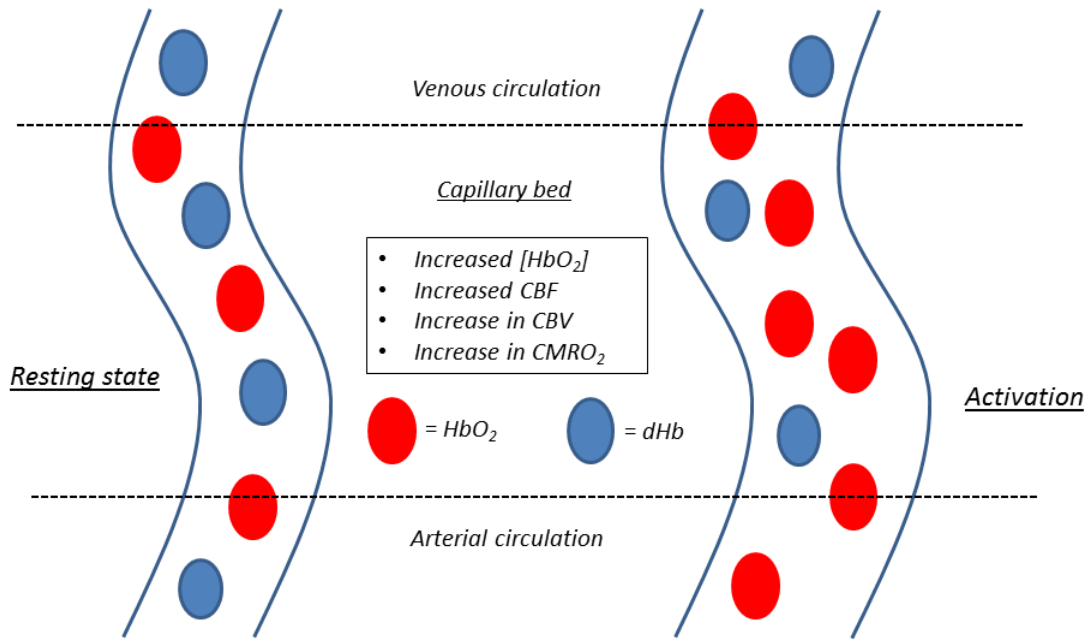 Venous circulation
Capillary bed
• Increased [HbO₂]
• Increased CBF
• Increase in CBV
• Increase in CMRO₂
Resting state
Activation
= HbO₂
= dHb
Arterial circulation